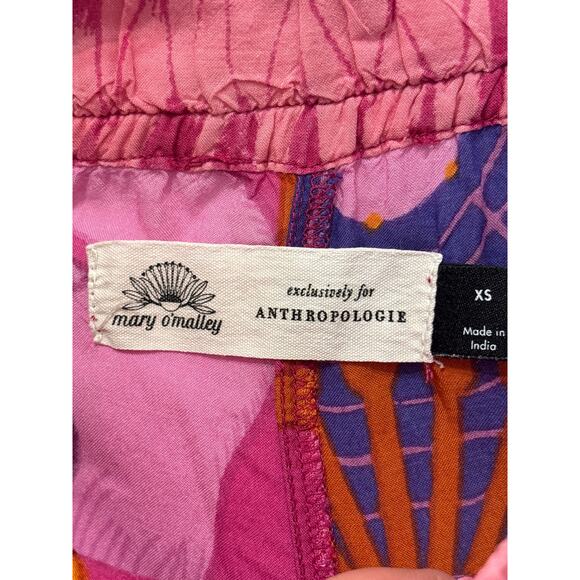 mary o'malley
exclusively for
ANTHROPOLOGIE
XS
Made in
India